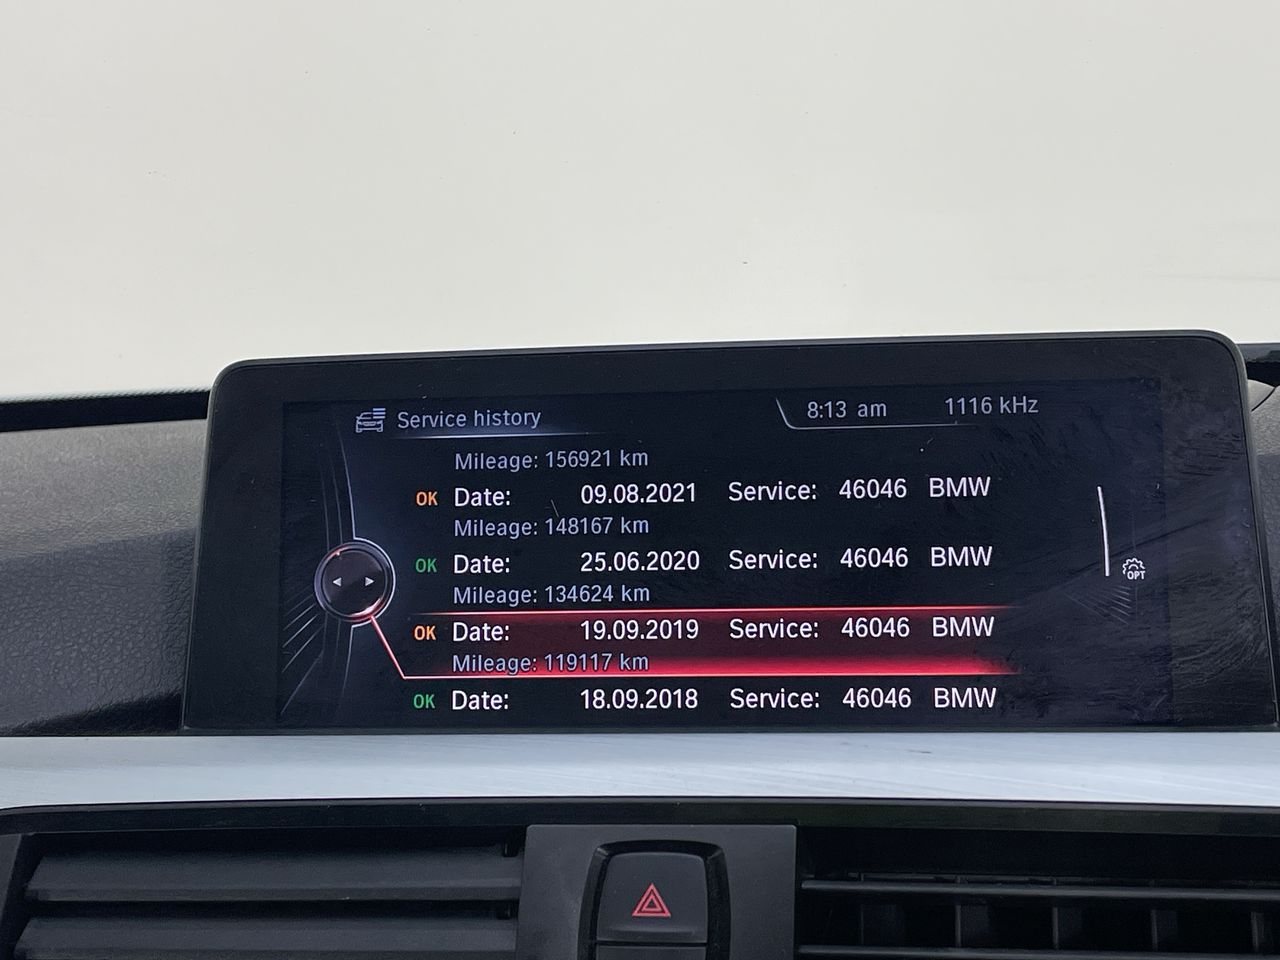 Service history
8:13 am
1116 kHz
Mileage: 156921 km
OK Date: 09.08.2021 Service: 46046 BMW
Mileage: 148167 km
OK Date: 25.06.2020 Service: 46046 BMW
Mileage: 134624 km
OK Date: 19.09.2019 Service: 46046 BMW
Mileage: 119117 km
OK Date: 18.09.2018 Service: 46046 BMW
OPT